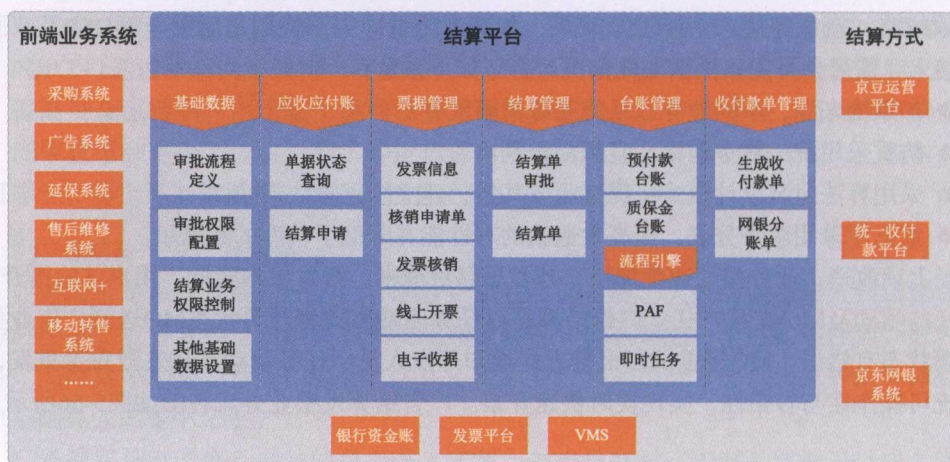 前端业务系统
采购系统
广告系统
延保系统
售后维修
系统
互联网+
移动转售
系统
……
结算平台
基础数据
审批流程
定义
审批权限
配置
结算业务
权限控制
其他基础
数据设置
应收应付账
单据状态
查询
结算申请
票据管理
发票信息
核销申请单
发票核销
线上开票
电子收据
结算管理
结算单
审批
结算单
台账管理
预付款
台账
质保金
台账
流程引擎
PAF
即时任务
收付款单管理
生成收
付款单
网银分
账单
结算方式
京豆运营
平台
统一收付
款平台
京东网银
系统
银行资金账
发票平台
VMS